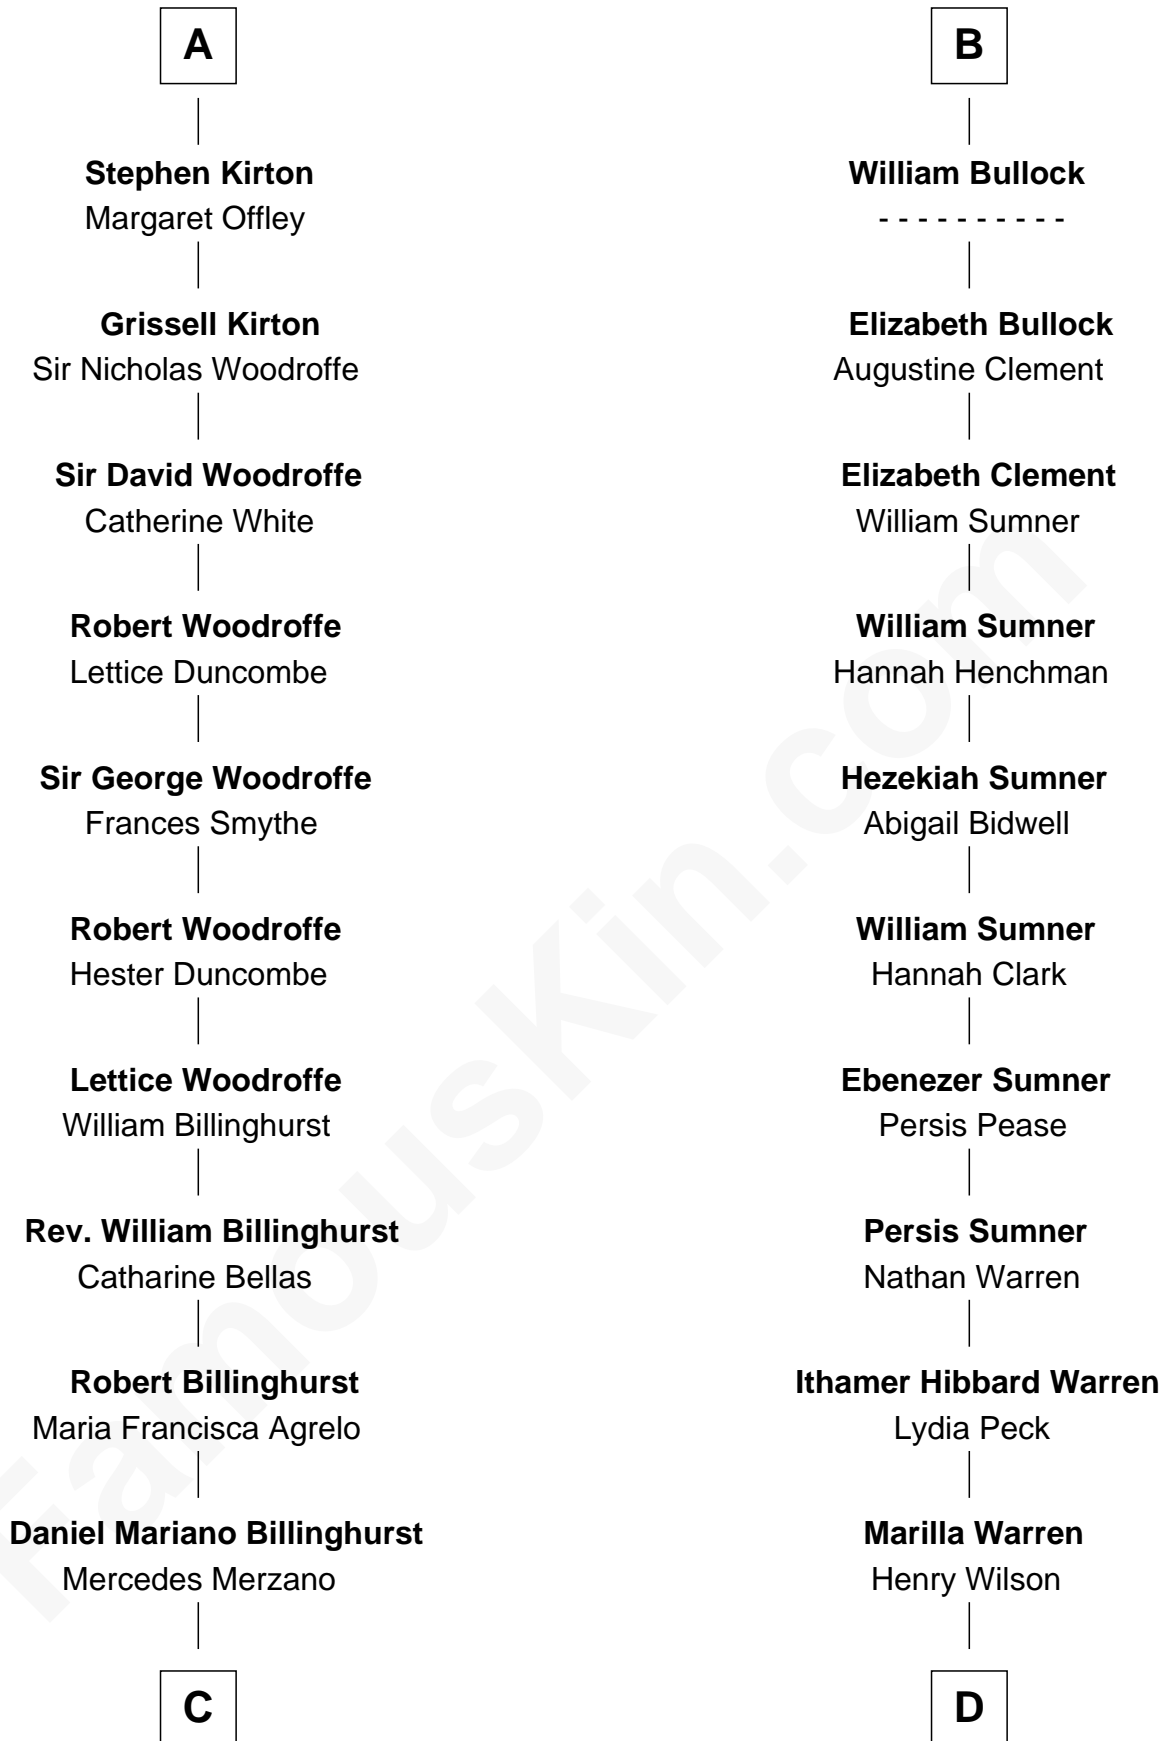 A
Stephen Kirton
Margaret Offley
Grissell Kirton
Sir Nicholas Woodroffe
Sir David Woodroffe
Catherine White
Robert Woodroffe
Lettice Duncombe
Sir George Woodroffe
Frances Smythe
Robert Woodroffe
Hester Duncombe
Lettice Woodroffe
William Billinghurst
Rev. William Billinghurst
Catharine Bellas
Robert Billinghurst
Maria Francisca Agrelo
Daniel Mariano Billinghurst
Mercedes Merzano
C
B
William Bullock
- - - - - - - - - -
Elizabeth Bullock
Augustine Clement
Elizabeth Clement
William Sumner
William Sumner
Hannah Henchman
Hezekiah Sumner
Abigail Bidwell
William Sumner
Hannah Clark
Ebenezer Sumner
Persis Pease
Persis Sumner
Nathan Warren
Ithamer Hibbard Warren
Lydia Peck
Marilla Warren
Henry Wilson
D
FamousKin.com